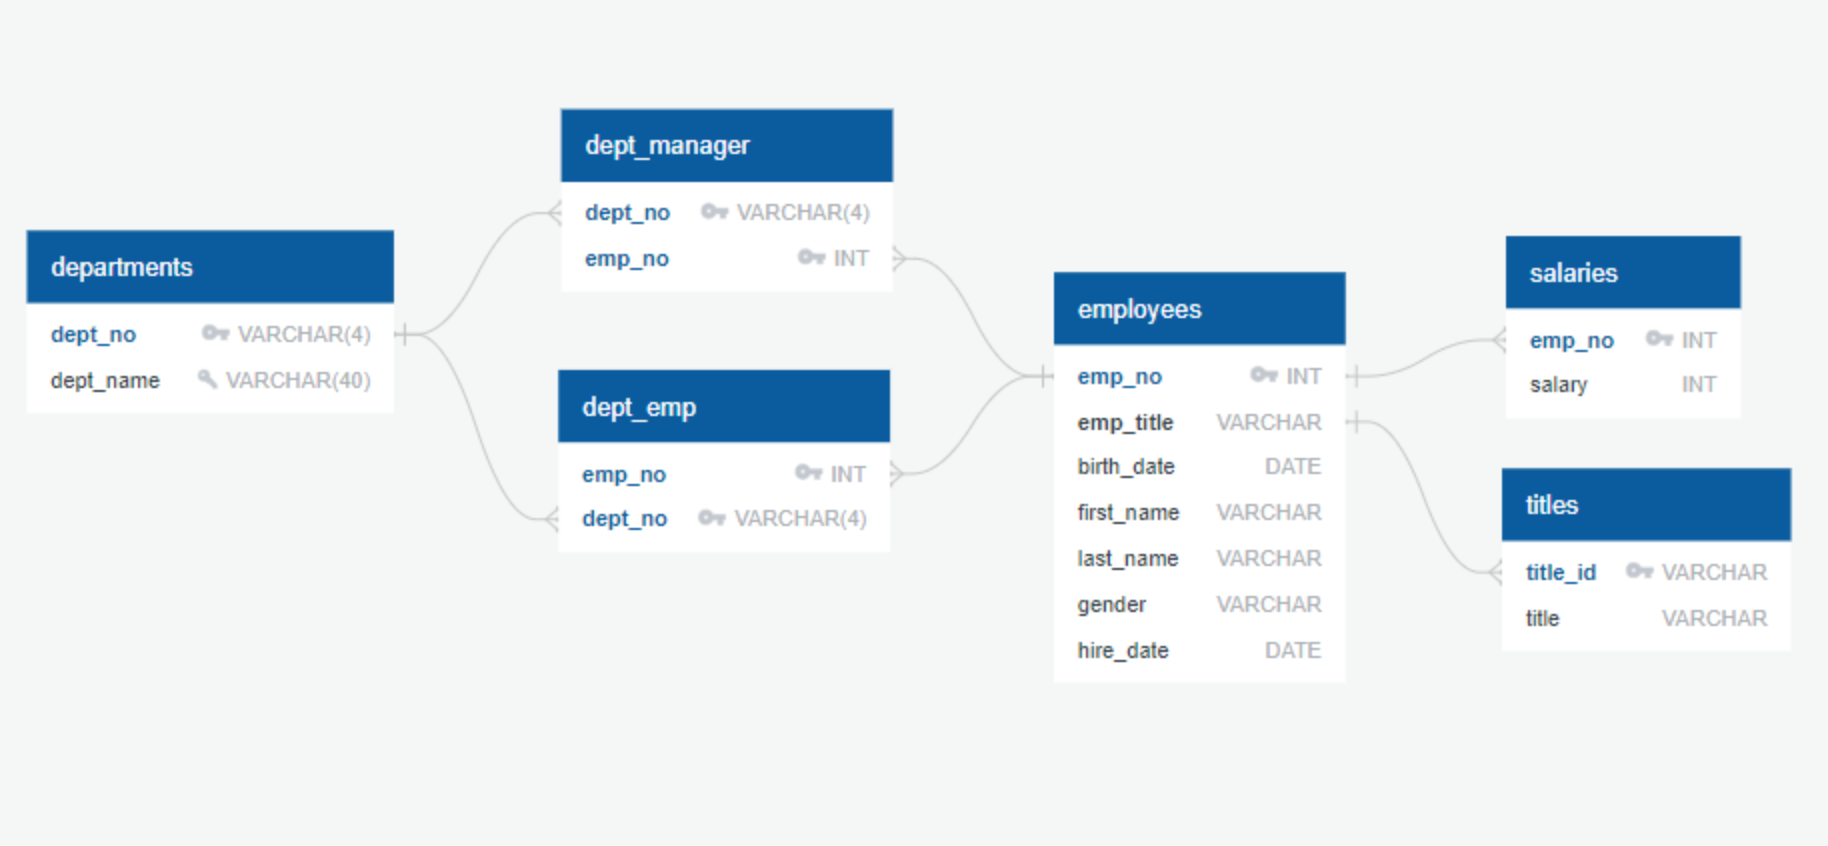 departments
dept_no VARCHAR(4)
dept_name VARCHAR(40)
dept_manager
dept_no VARCHAR(4)
emp_no INT
dept_emp
emp_no INT
dept_no VARCHAR(4)
employees
emp_no INT
emp_title VARCHAR
birth_date DATE
first_name VARCHAR
last_name VARCHAR
gender VARCHAR
hire_date DATE
salaries
emp_no INT
salary INT
titles
title_id VARCHAR
title VARCHAR